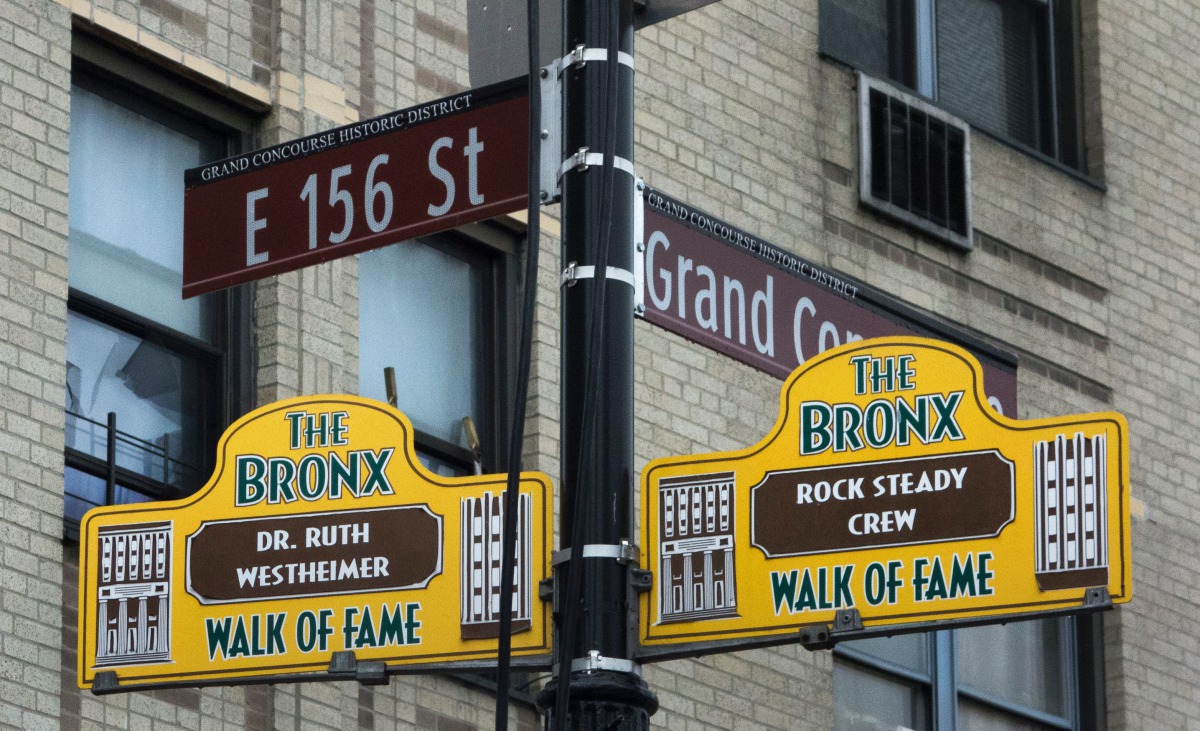 GRAND CONCOURSE HISTORIC DISTRICT
E 156 St
GRAND CONCOURSE HISTORIC DISTRICT
Grand
THE
BRONX
DR. RUTH
WESTHEIMER
WALK OF FAME
THE
BRONX
ROCK STEADY
CREW
WALK OF FAME